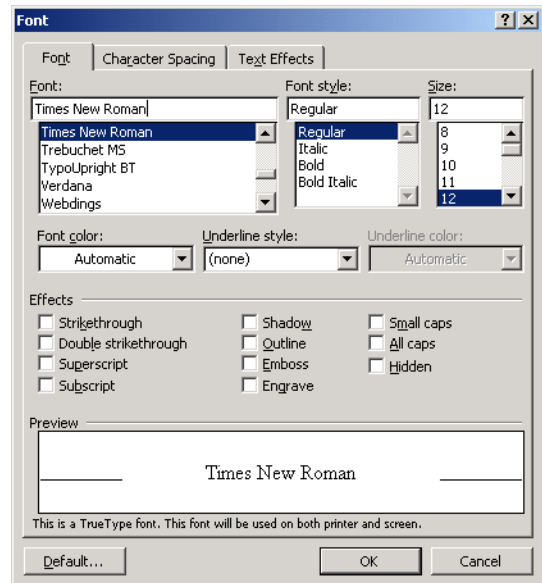 Font
Font Character Spacing Text Effects
Font: Font style: Size:
Times New Roman Regular 12
Times New Roman Regular 8
Trebuchet MS Italic 9
TypoUpright BT Bold 10
Verdana Bold Italic 11
Webdings 12
Font color: Underline style: Underline color:
Automatic (none) Automatic
Effects
Strikethrough Shadow Small caps
Double strikethrough Outline All caps
Superscript Emboss Hidden
Subscript Engrave
Preview
Times New Roman
This is a TrueType font. This font will be used on both printer and screen.
Default... OK Cancel